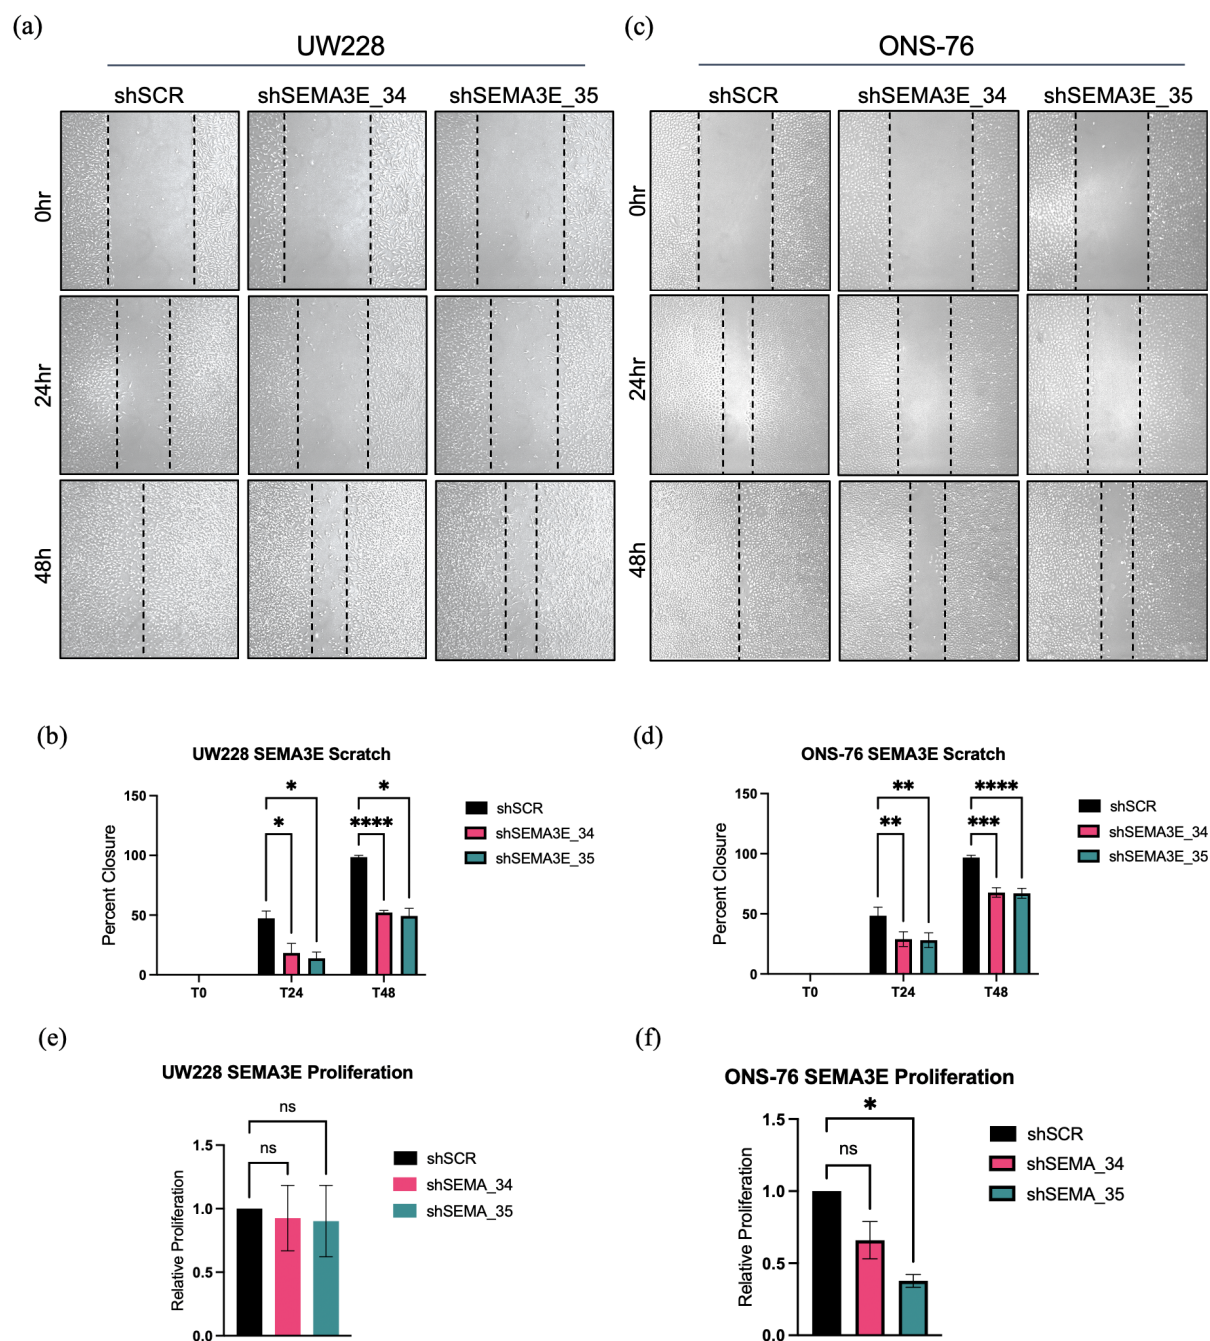 (a)
UW228
shSCR shSEMA3E_34 shSEMA3E_35
0hr
24hr
48h
(c)
ONS-76
shSCR shSEMA3E_34 shSEMA3E_35
0hr
24hr
48h
(b)
UW228 SEMA3E Scratch
Percent Closure
150
100
50
0
* *
* ****
T0 T24 T48
shSCR
shSEMA3E_34
shSEMA3E_35
(d)
ONS-76 SEMA3E Scratch
Percent Closure
150
100
50
0
** ****
** ***
T0 T24 T48
shSCR
shSEMA3E_34
shSEMA3E_35
(e)
UW228 SEMA3E Proliferation
Relative Proliferation
1.5
1.0
0.5
0.0
ns
ns
shSCR
shSEMA_34
shSEMA_35
(f)
ONS-76 SEMA3E Proliferation
Relative Proliferation
1.5
1.0
0.5
0.0
*
ns
shSCR
shSEMA_34
shSEMA_35